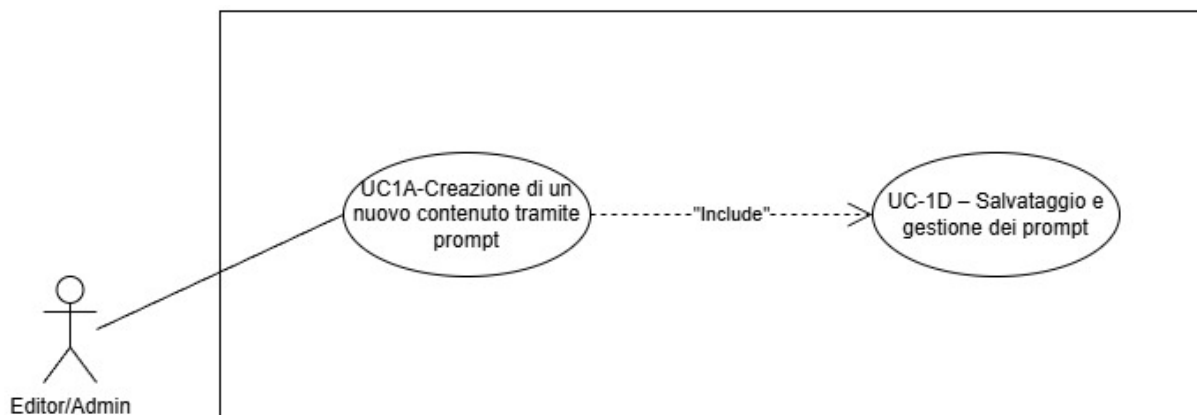 UC1A-Creazione di un
nuovo contenuto tramite
prompt
"Include"
UC-1D – Salvataggio e
gestione dei prompt
Editor/Admin